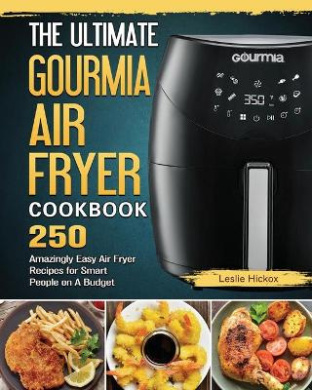 THE ULTIMATE
GOURMIA
AIR
FRYER
COOKBOOK
250
Amazingly Easy Air Fryer
Recipes for Smart
People on A Budget
Gourmia
350
Leslie Hickox